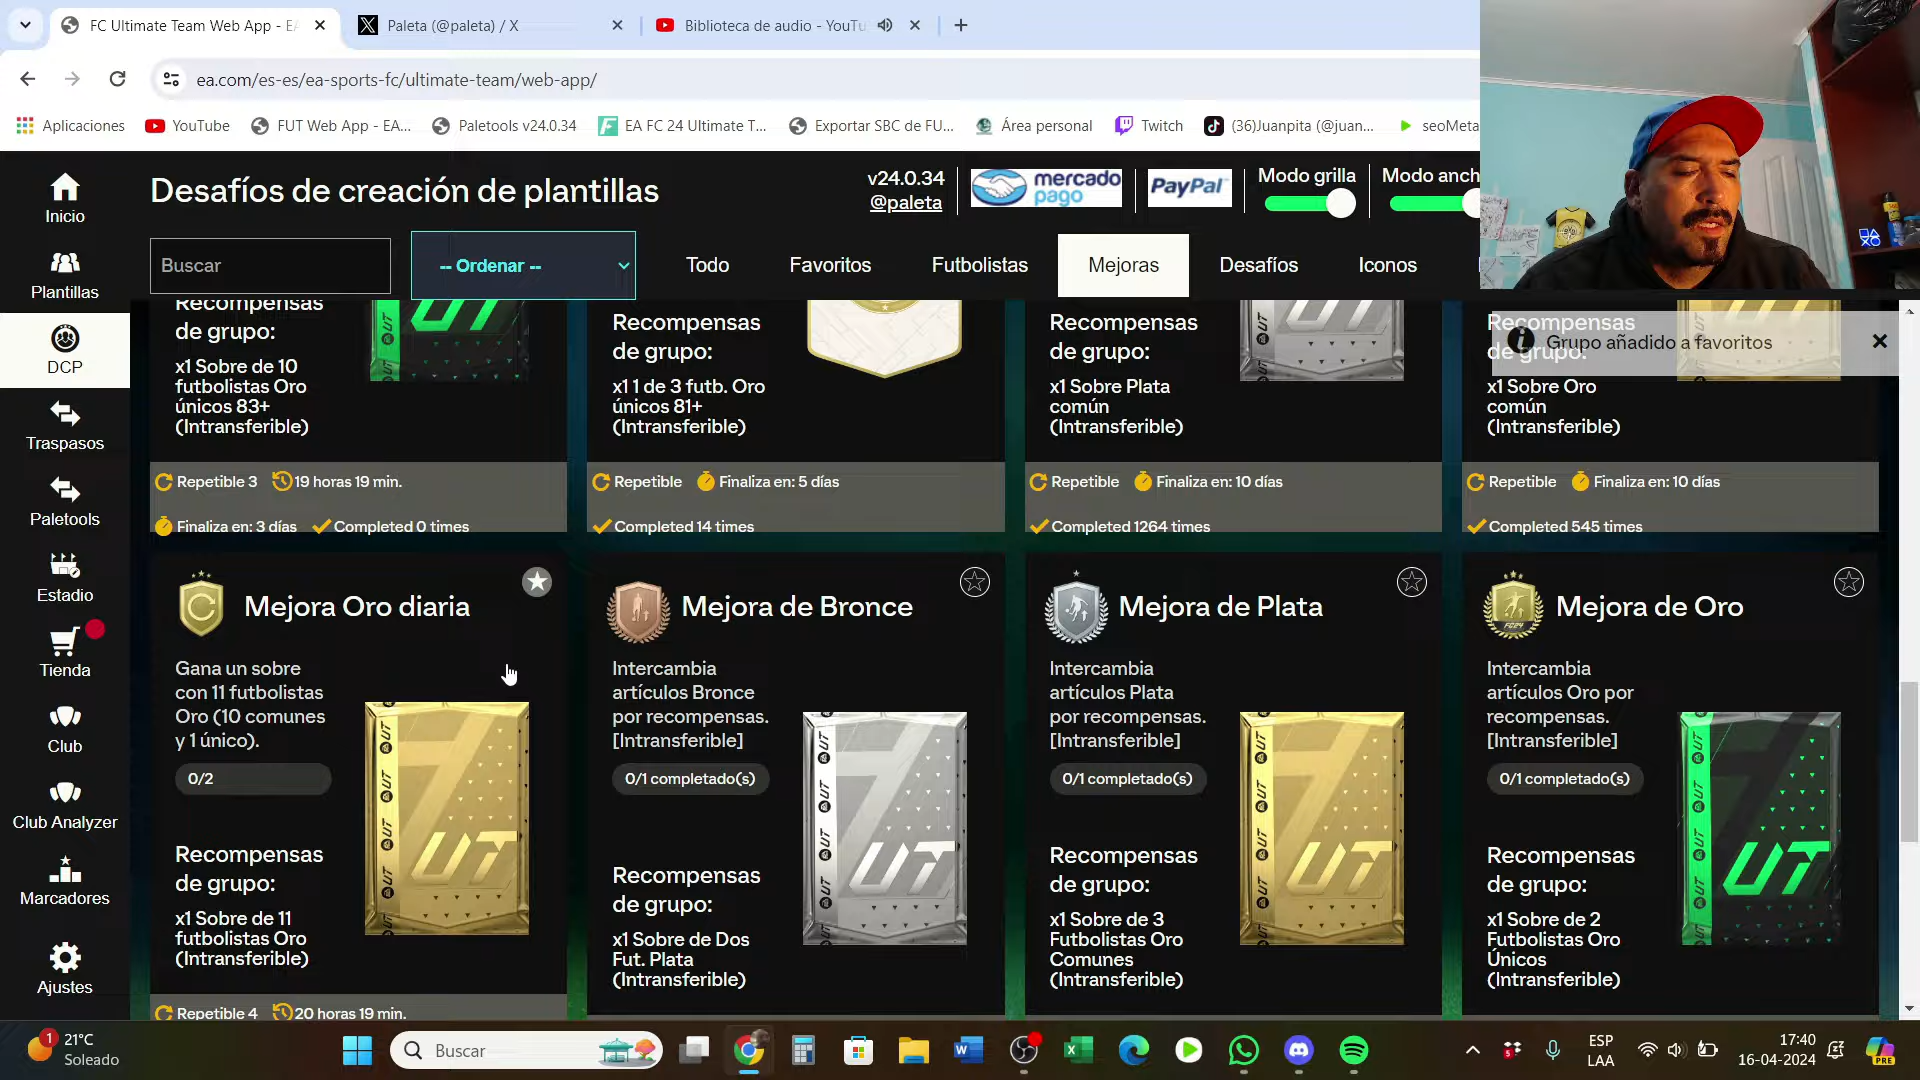 FC Ultimate Team Web App - EA
Paleta (@paleta) / X
Biblioteca de audio - YouTu
ea.com/es-es/ea-sports-fc/ultimate-team/web-app/
Aplicaciones
YouTube
FUT Web App - EA...
Paletools v24.0.34
EA FC 24 Ultimate T...
Exportar SBC de FU...
Área personal
Twitch
(36)Juanpita (@juan...
seoMeta
Inicio
Plantillas
DCP
Traspasos
Paletools
Estadio
Tienda
Club
Club Analyzer
Marcadores
Ajustes
Desafíos de creación de plantillas
v24.0.34
@paleta
mercado
pago
PayPal
Modo grilla
Modo anch
Buscar
-- Ordenar --
Todo
Favoritos
Futbolistas
Mejoras
Desafíos
Iconos
Grupo añadido a favoritos
Recompensas
de grupo:
x1 Sobre de 10
futbolistas Oro
únicos 83+
(Intransferible)
Repetible 3
19 horas 19 min.
Finaliza en: 3 días
Completed 0 times
Recompensas
de grupo:
x1 1 de 3 futb. Oro
únicos 81+
(Intransferible)
Repetible
Finaliza en: 5 días
Completed 14 times
Recompensas
de grupo:
x1 Sobre Plata
común
(Intransferible)
Repetible
Finaliza en: 10 días
Completed 1264 times
Recompensas
de grupo:
x1 Sobre Oro
común
(Intransferible)
Repetible
Finaliza en: 10 días
Completed 545 times
Mejora Oro diaria
Gana un sobre
con 11 futbolistas
Oro (10 comunes
y 1 único).
0/2
Recompensas
de grupo:
x1 Sobre de 11
futbolistas Oro
(Intransferible)
UT
Repetible 4
20 horas 19 min.
Mejora de Bronce
Intercambia
artículos Bronce
por recompensas.
[Intransferible]
0/1 completado(s)
Recompensas
de grupo:
x1 Sobre de Dos
Fut. Plata
(Intransferible)
UT
Mejora de Plata
Intercambia
artículos Plata
por recompensas.
[Intransferible]
0/1 completado(s)
Recompensas
de grupo:
x1 Sobre de 3
Futbolistas Oro
Comunes
(Intransferible)
UT
Mejora de Oro
Intercambia
artículos Oro por
recompensas.
[Intransferible]
0/1 completado(s)
Recompensas
de grupo:
x1 Sobre de 2
Futbolistas Oro
Únicos
(Intransferible)
UT
1
21°C
Soleado
Buscar
ESP
LAA
17:40
16-04-2024
PRE